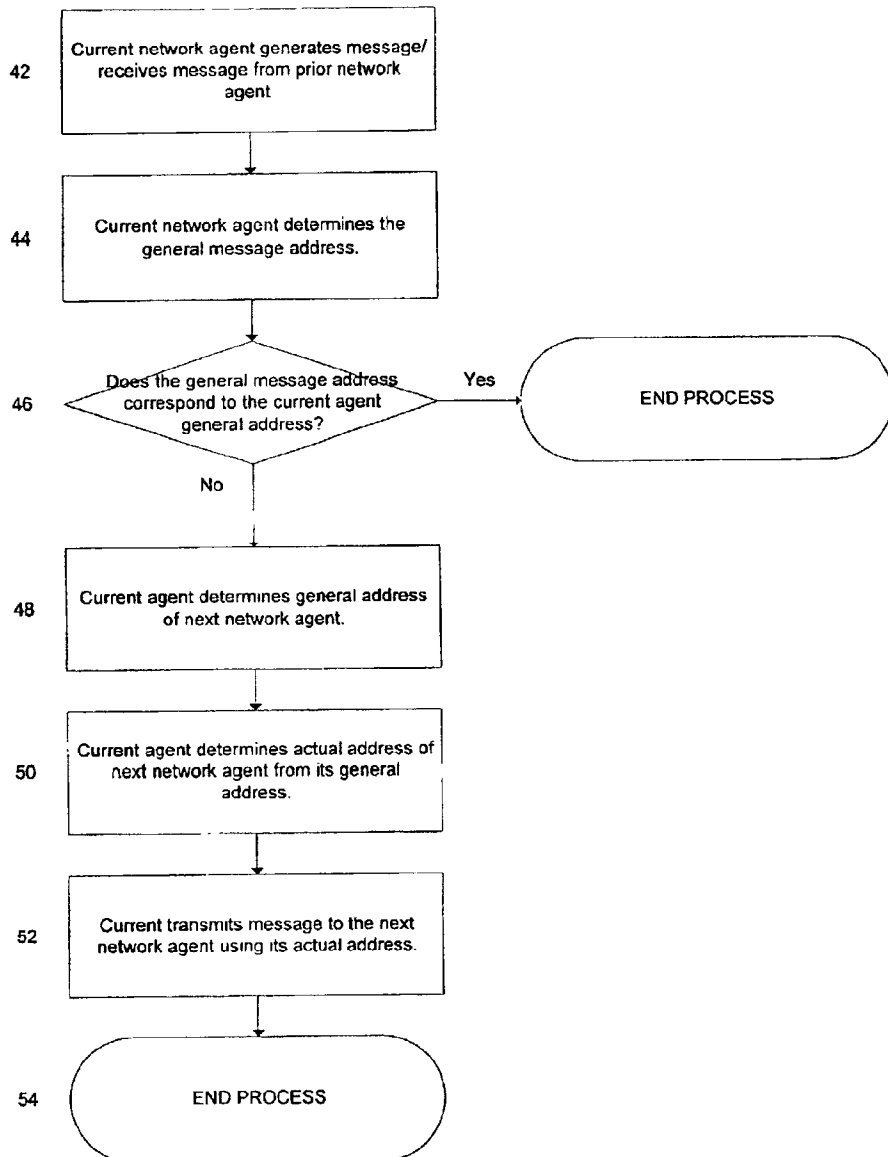 42
Current network agent generates message/
receives message from prior network
agent
44
Current network agent determines the
general message address.
46
Does the general message address
correspond to the current agent
general address?
Yes
END PROCESS
No
48
Current agent determines general address
of next network agent.
50
Current agent determines actual address of
next network agent from its general
address.
52
Current transmits message to the next
network agent using its actual address.
54
END PROCESS